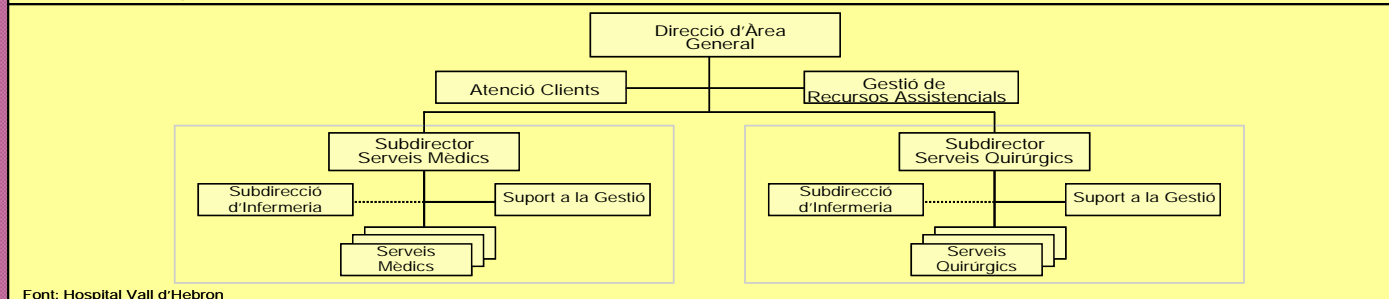 Direcció d'Àrea
General
Atenció Clients
Gestió de
Recursos Assistencials
Subdirector
Serveis Mèdics
Subdirector
Serveis Quirúrgics
Subdirecció
d'Infermeria
Suport a la Gestió
Subdirecció
d'Infermeria
Suport a la Gestió
Serveis
Mèdics
Serveis
Quirúrgics
Font: Hospital Vall d'Hebron